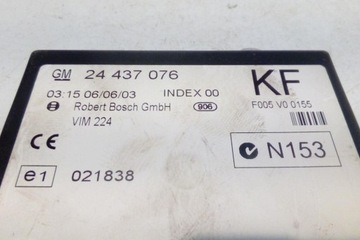 GM 24 437 076 KF
03:15 06/06/03 INDEX 00 F005 V0 0155
Robert Bosch GmbH 906
VIM 224
CE N153
e1 021838